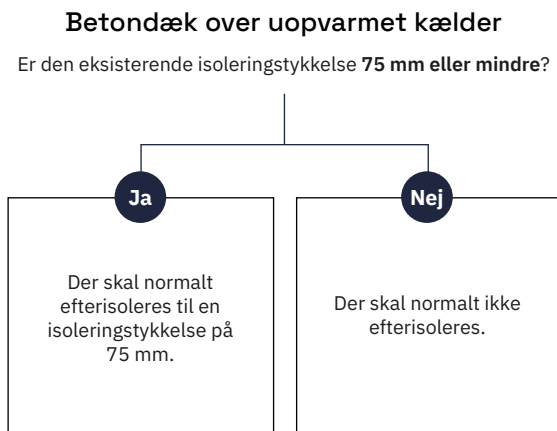 Betondæk over uopvarmet kælder
Er den eksisterende isoleringstykkelse 75 mm eller mindre?
Ja
Nej
Der skal normalt
efterisoleres til en
isoleringstykkelse på
75 mm.
Der skal normalt ikke
efterisoleres.